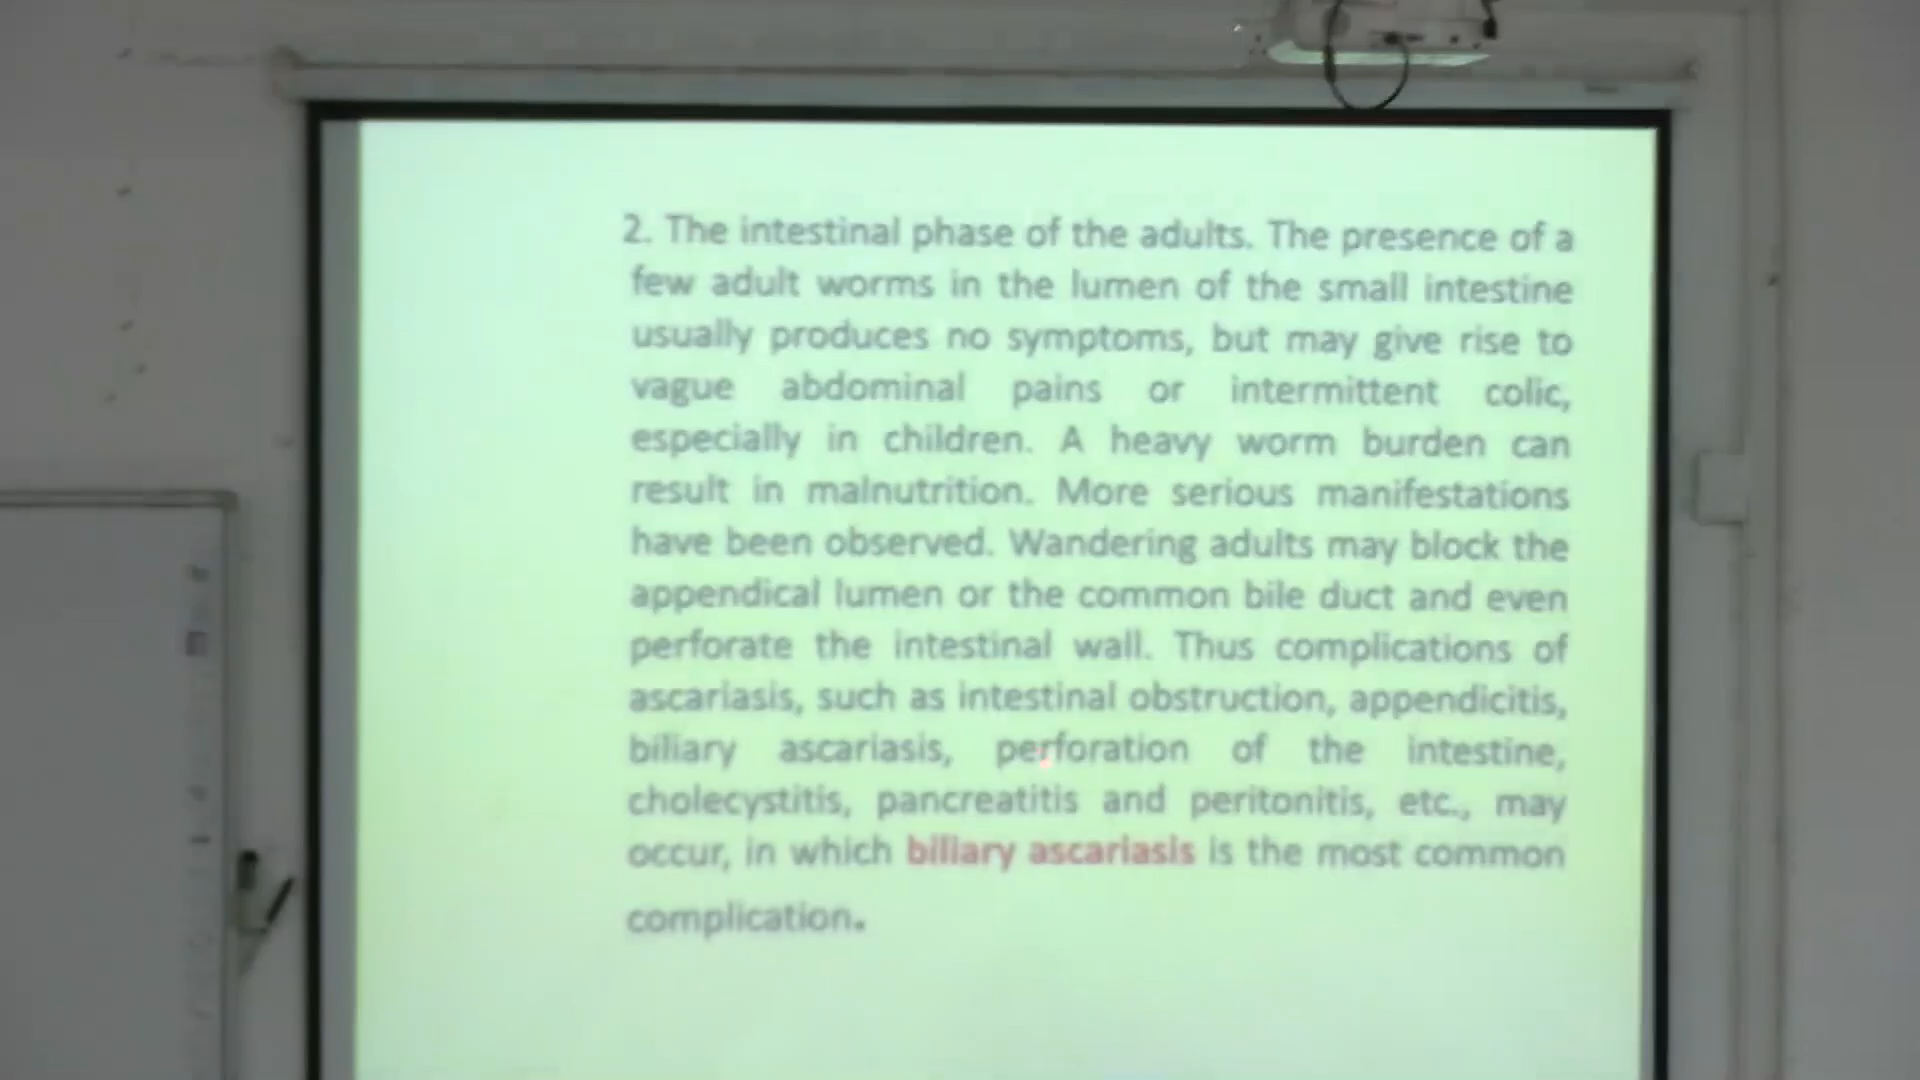 2. The intestinal phase of the adults. The presence of a
few adult worms in the lumen of the small intestine
usually produces no symptoms, but may give rise to
vague abdominal pains or intermittent colic,
especially in children. A heavy worm burden can
result in malnutrition. More serious manifestations
have been observed. Wandering adults may block the
appendical lumen or the common bile duct and even
perforate the intestinal wall. Thus complications of
ascariasis, such as intestinal obstruction, appendicitis,
biliary ascariasis, perforation of the intestine,
cholecystitis, pancreatitis and peritonitis, etc., may
occur, in which biliary ascariasis is the most common
complication.